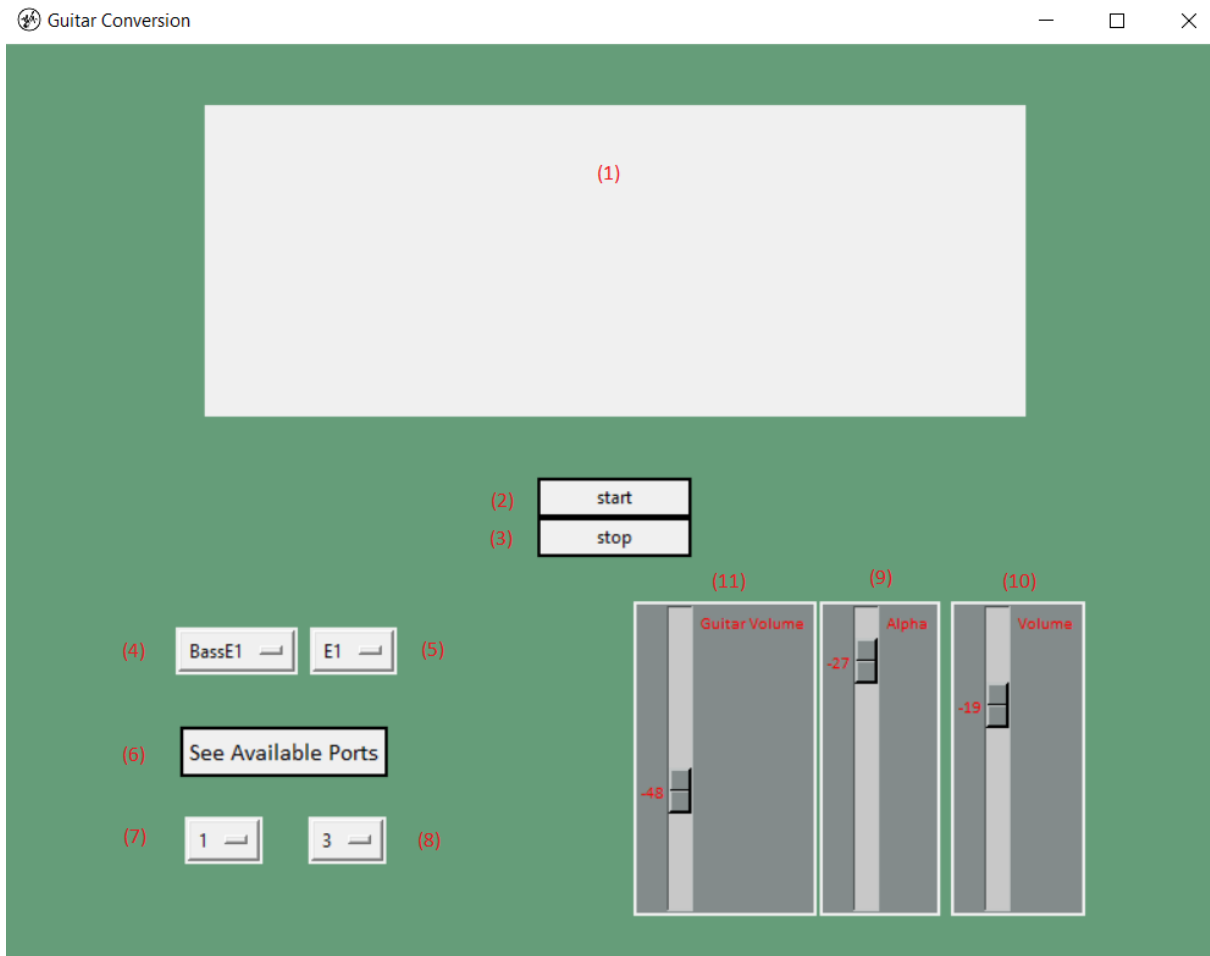 Guitar Conversion
(1)
(2) start
(3) stop
(11) (9) (10)
Guitar Volume Alpha Volume
(4) BassE1 E1 (5)
-27
-19
(6) See Available Ports
-48
(7) 1 3 (8)